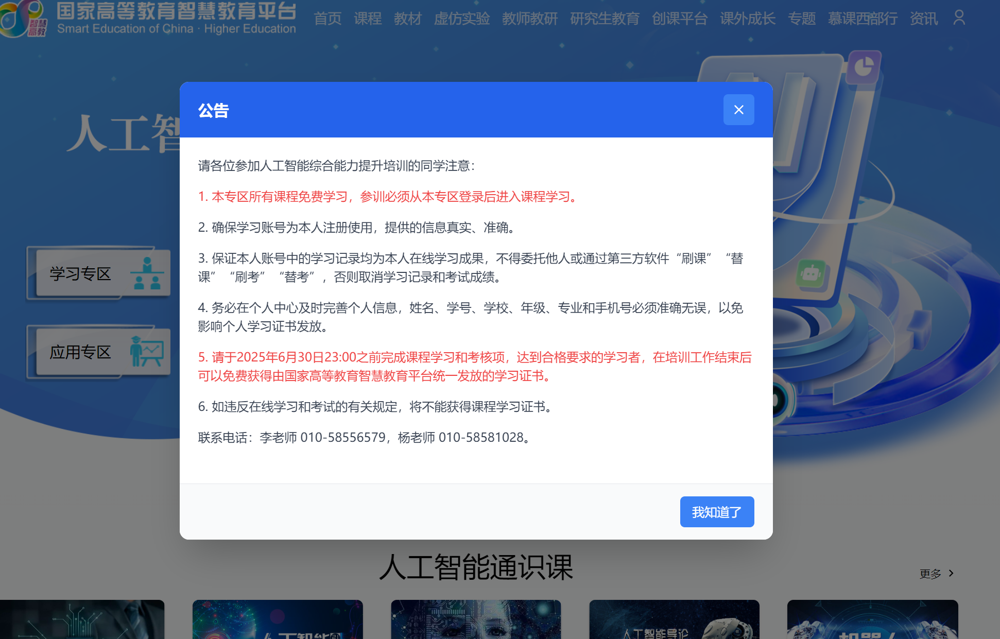 国家高等教育智慧教育平台
Smart Education of China · Higher Education
智慧
高教
首页 课程 教材 虚仿实验 教师教研 研究生教育 创课平台 课外成长 专题 慕课西部行 资讯
人工智
AI
公告
请各位参加人工智能综合能力提升培训的同学注意：
1. 本专区所有课程免费学习，参训必须从本专区登录后进入课程学习。
2. 确保学习账号为本人注册使用，提供的信息真实、准确。
3. 保证本人账号中的学习记录均为本人在线学习成果，不得委托他人或通过第三方软件“刷课”“替
课”“刷考”“替考”，否则取消学习记录和考试成绩。
4. 务必在个人中心及时完善个人信息，姓名、学号、学校、年级、专业和手机号必须准确无误，以免
影响个人学习证书发放。
5. 请于2025年6月30日23:00之前完成课程学习和考核项，达到合格要求的学习者，在培训工作结束后
可以免费获得由国家高等教育智慧教育平台统一发放的学习证书。
6. 如违反在线学习和考试的有关规定，将不能获得课程学习证书。
联系电话：李老师 010-58556579，杨老师 010-58581028。
我知道了
学习专区
应用专区
人工智能通识课
更多
人工智能
人工智能导论
机器人